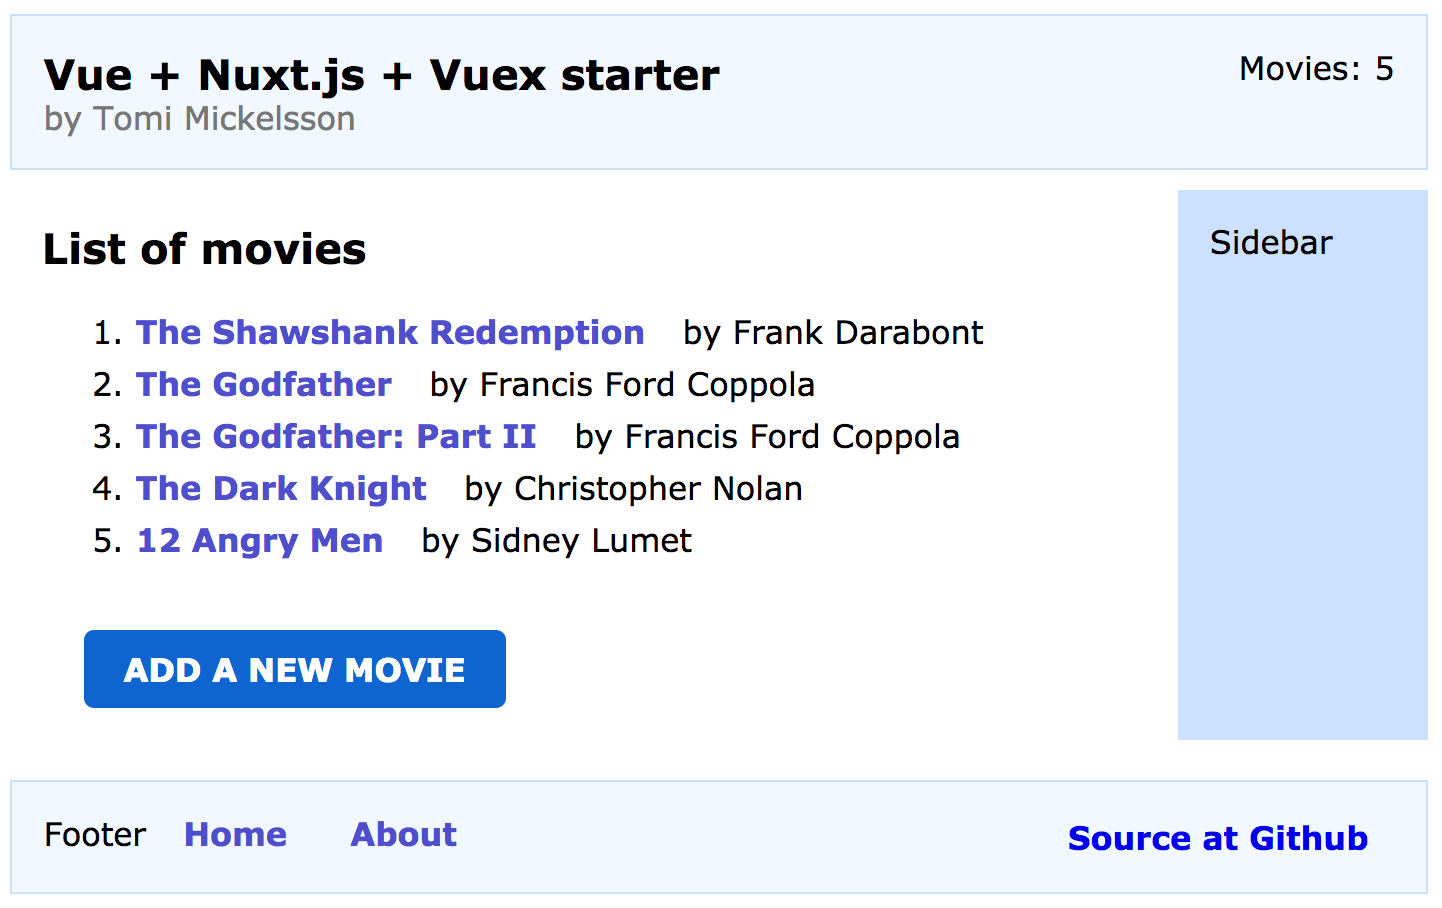 Vue + Nuxt.js + Vuex starter
by Tomi Mickelsson
Movies: 5
List of movies
1. The Shawshank Redemption by Frank Darabont
2. The Godfather by Francis Ford Coppola
3. The Godfather: Part II by Francis Ford Coppola
4. The Dark Knight by Christopher Nolan
5. 12 Angry Men by Sidney Lumet
ADD A NEW MOVIE
Sidebar
Footer Home About Source at Github